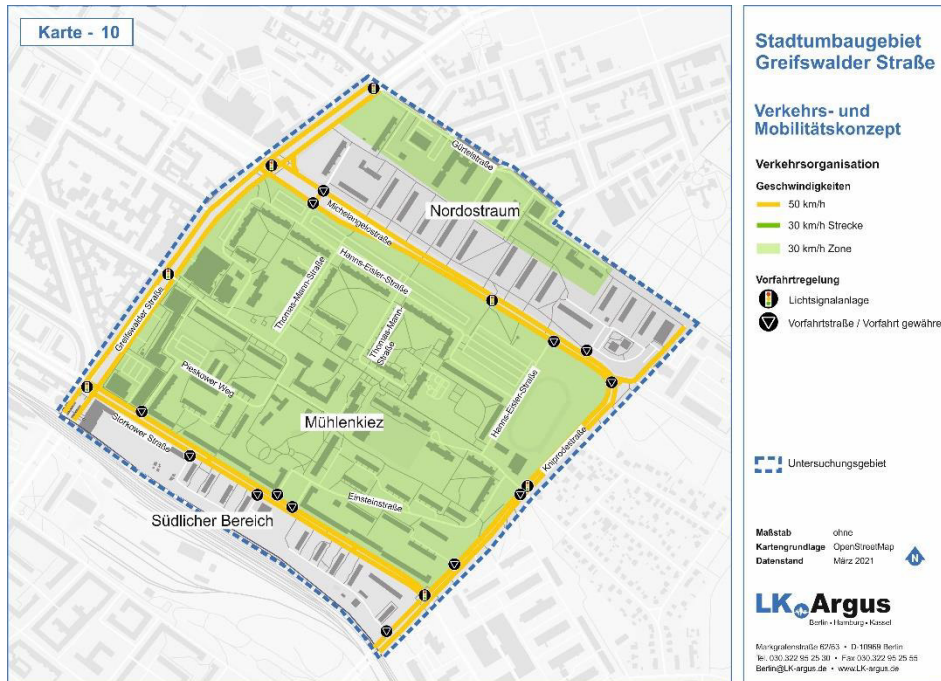 Karte - 10
Gürtelstraße
Nordostraum
Michelangelostraße
Hanns-Eisler-Straße
Thomas-Mann-Straße
Thomas-Mann-
Straße
Greifswalder Straße
Pieskower Weg
Hanns-Eisler-Straße
Mühlenkiez
Storkower Straße
Kniprodestraße
Einsteinstraße
Südlicher Bereich
Stadtumbaugebiet
Greifswalder Straße
Verkehrs- und
Mobilitätskonzept
Verkehrsorganisation
Geschwindigkeiten
50 km/h
30 km/h Strecke
30 km/h Zone
Vorfahrtregelung
Lichtsignalanlage
Vorfahrtstraße / Vorfahrt gewähre
Untersuchungsgebiet
Maßstab ohne
Kartengrundlage OpenStreetMap
Datenstand März 2021
N
LK Argus
Berlin • Hamburg • Kassel
Markgrafenstraße 62/63 • D-10969 Berlin
Tel. 030.322 95 25 30 • Fax 030.322 95 25 55
Berlin@LK-argus.de • www.LK-argus.de